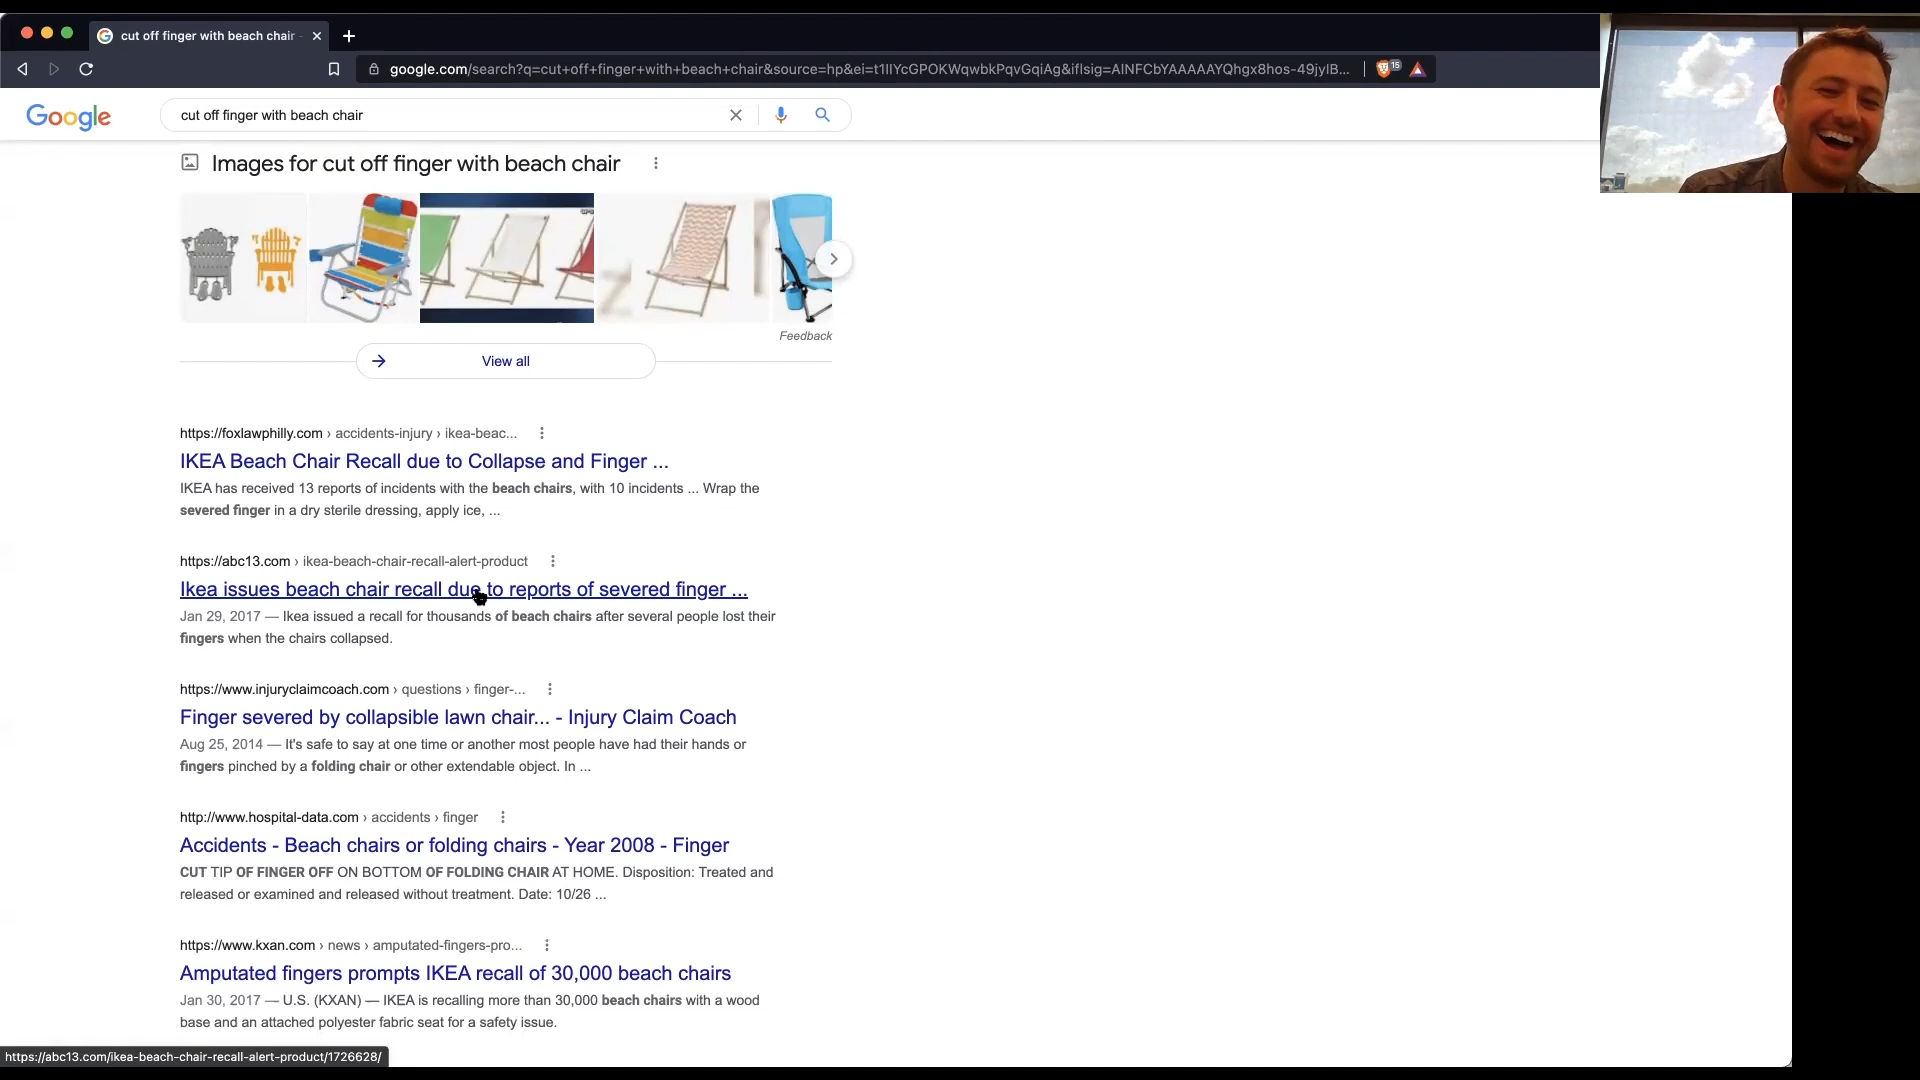 cut off finger with beach chair -
google.com/search?q=cut+off+finger+with+beach+chair&source=hp&ei=t1IIYcGPOKWqwbkPqvGqiAg&iflsig=AINFCbYAAAAAYQhgx8hos-49jyIB...
15
Google
cut off finger with beach chair
Images for cut off finger with beach chair
Feedback
View all
https://foxlawphilly.com › accidents-injury › ikea-beac...
IKEA Beach Chair Recall due to Collapse and Finger ...
IKEA has received 13 reports of incidents with the beach chairs, with 10 incidents ... Wrap the
severed finger in a dry sterile dressing, apply ice, ...
https://abc13.com › ikea-beach-chair-recall-alert-product
Ikea issues beach chair recall due to reports of severed finger ...
Jan 29, 2017 — Ikea issued a recall for thousands of beach chairs after several people lost their
fingers when the chairs collapsed.
https://www.injuryclaimcoach.com › questions › finger-...
Finger severed by collapsible lawn chair... - Injury Claim Coach
Aug 25, 2014 — It's safe to say at one time or another most people have had their hands or
fingers pinched by a folding chair or other extendable object. In ...
http://www.hospital-data.com › accidents › finger
Accidents - Beach chairs or folding chairs - Year 2008 - Finger
CUT TIP OF FINGER OFF ON BOTTOM OF FOLDING CHAIR AT HOME. Disposition: Treated and
released or examined and released without treatment. Date: 10/26 ...
https://www.kxan.com › news › amputated-fingers-pro...
Amputated fingers prompts IKEA recall of 30,000 beach chairs
Jan 30, 2017 — U.S. (KXAN) — IKEA is recalling more than 30,000 beach chairs with a wood
base and an attached polyester fabric seat for a safety issue.
https://abc13.com/ikea-beach-chair-recall-alert-product/1726628/